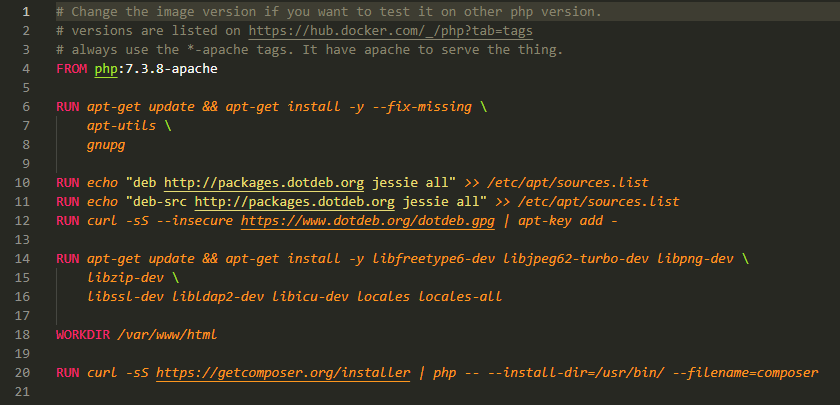 1 # Change the image version if you want to test it on other php version.
2 # versions are listed on https://hub.docker.com/_/php?tab=tags
3 # always use the *-apache tags. It have apache to serve the thing.
4 FROM php:7.3.8-apache
5
6 RUN apt-get update && apt-get install -y --fix-missing \
7 apt-utils \
8 gnupg
9
10 RUN echo "deb http://packages.dotdeb.org jessie all" >> /etc/apt/sources.list
11 RUN echo "deb-src http://packages.dotdeb.org jessie all" >> /etc/apt/sources.list
12 RUN curl -sS --insecure https://www.dotdeb.org/dotdeb.gpg | apt-key add -
13
14 RUN apt-get update && apt-get install -y libfreetype6-dev libjpeg62-turbo-dev libpng-dev \
15 libzip-dev \
16 libssl-dev libldap2-dev libicu-dev locales locales-all
17
18 WORKDIR /var/www/html
19
20 RUN curl -sS https://getcomposer.org/installer | php -- --install-dir=/usr/bin/ --filename=composer
21